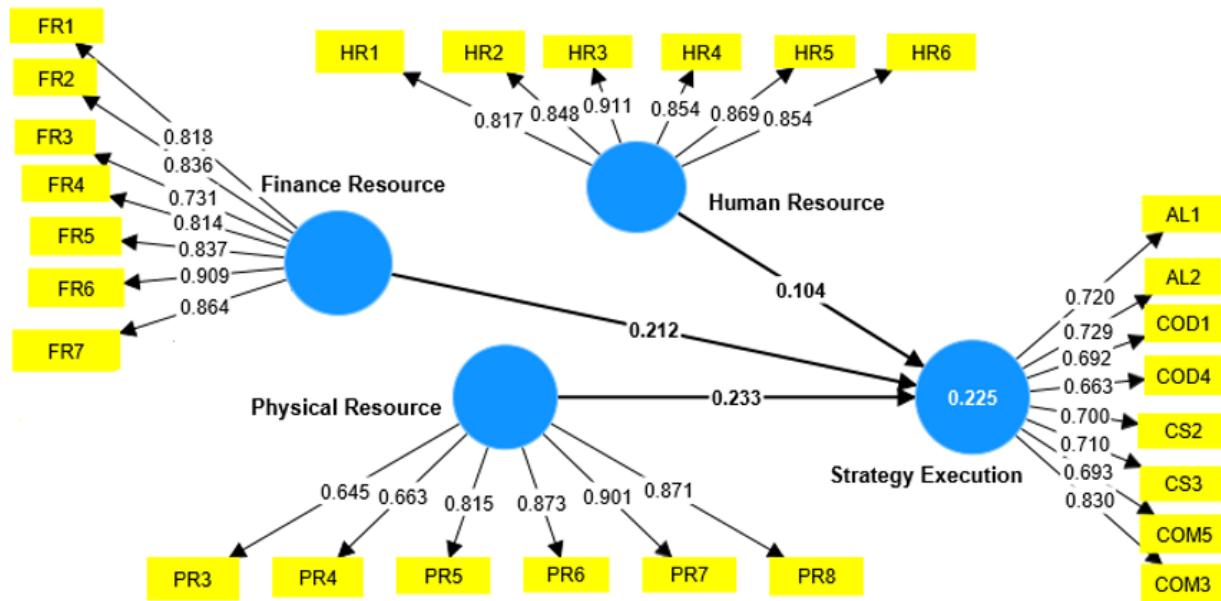 FR1
FR2
FR3
FR4
FR5
FR6
FR7
0.818
0.836
0.731
0.814
0.837
0.909
0.864
Finance Resource
HR1
HR2
HR3
HR4
HR5
HR6
0.817
0.848
0.911
0.854
0.869
0.854
Human Resource
0.104
0.212
0.233
Physical Resource
0.645
0.663
0.815
0.873
0.901
0.871
PR3
PR4
PR5
PR6
PR7
PR8
0.225
Strategy Execution
0.720
0.729
0.692
0.663
0.700
0.710
0.693
0.830
AL1
AL2
COD1
COD4
CS2
CS3
COM5
COM3